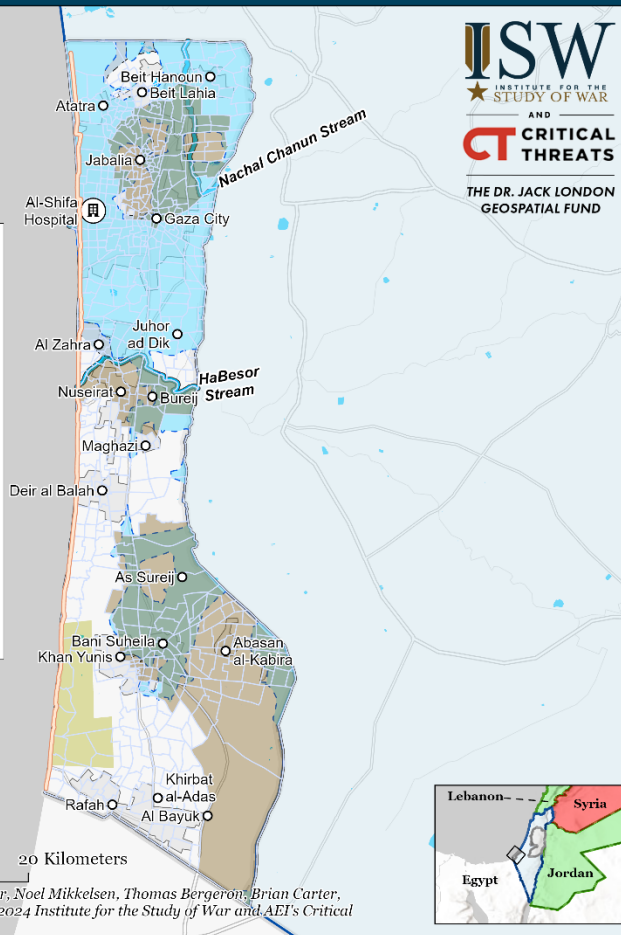 ISW
INSTITUTE FOR THE
STUDY OF WAR
AND
CT CRITICAL
THREATS
THE DR. JACK LONDON
GEOSPATIAL FUND
Beit Hanoun
Beit Lahia
Atatra
Nachal Chanun Stream
Jabalia
Al-Shifa
Hospital
Gaza City
Juhor
ad Dik
Al Zahra
HaBesor
Stream
Nuseirat
Bureij
Maghazi
Deir al Balah
As Sureij
Bani Suheila
Abasan
al-Kabira
Khan Yunis
Khirbat
al-Adas
Rafah
Al Bayuk
Lebanon
Syria
Egypt
Jordan
20 Kilometers
r, Noel Mikkelsen, Thomas Bergeron, Brian Carter,
2024 Institute for the Study of War and AEI's Critical